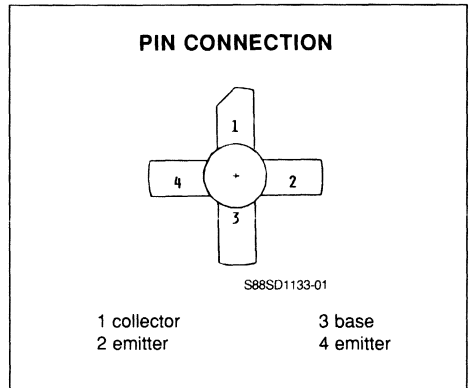 PIN CONNECTION
1
4
2
3
S88SD1133-01
1 collector 3 base
2 emitter 4 emitter